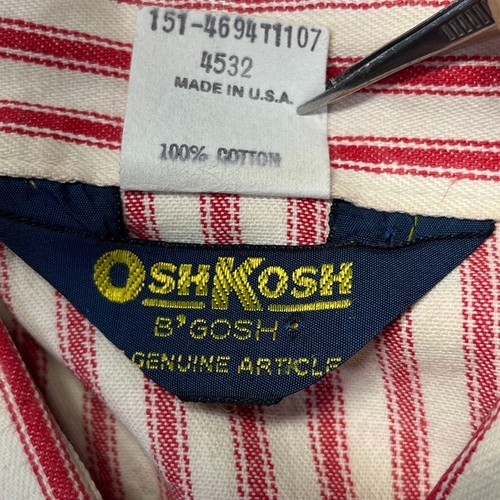 151-4694T1107
4532
MADE IN U.S.A.
100% COTTON
OSHKOSH
B'GOSH
GENUINE ARTICLE